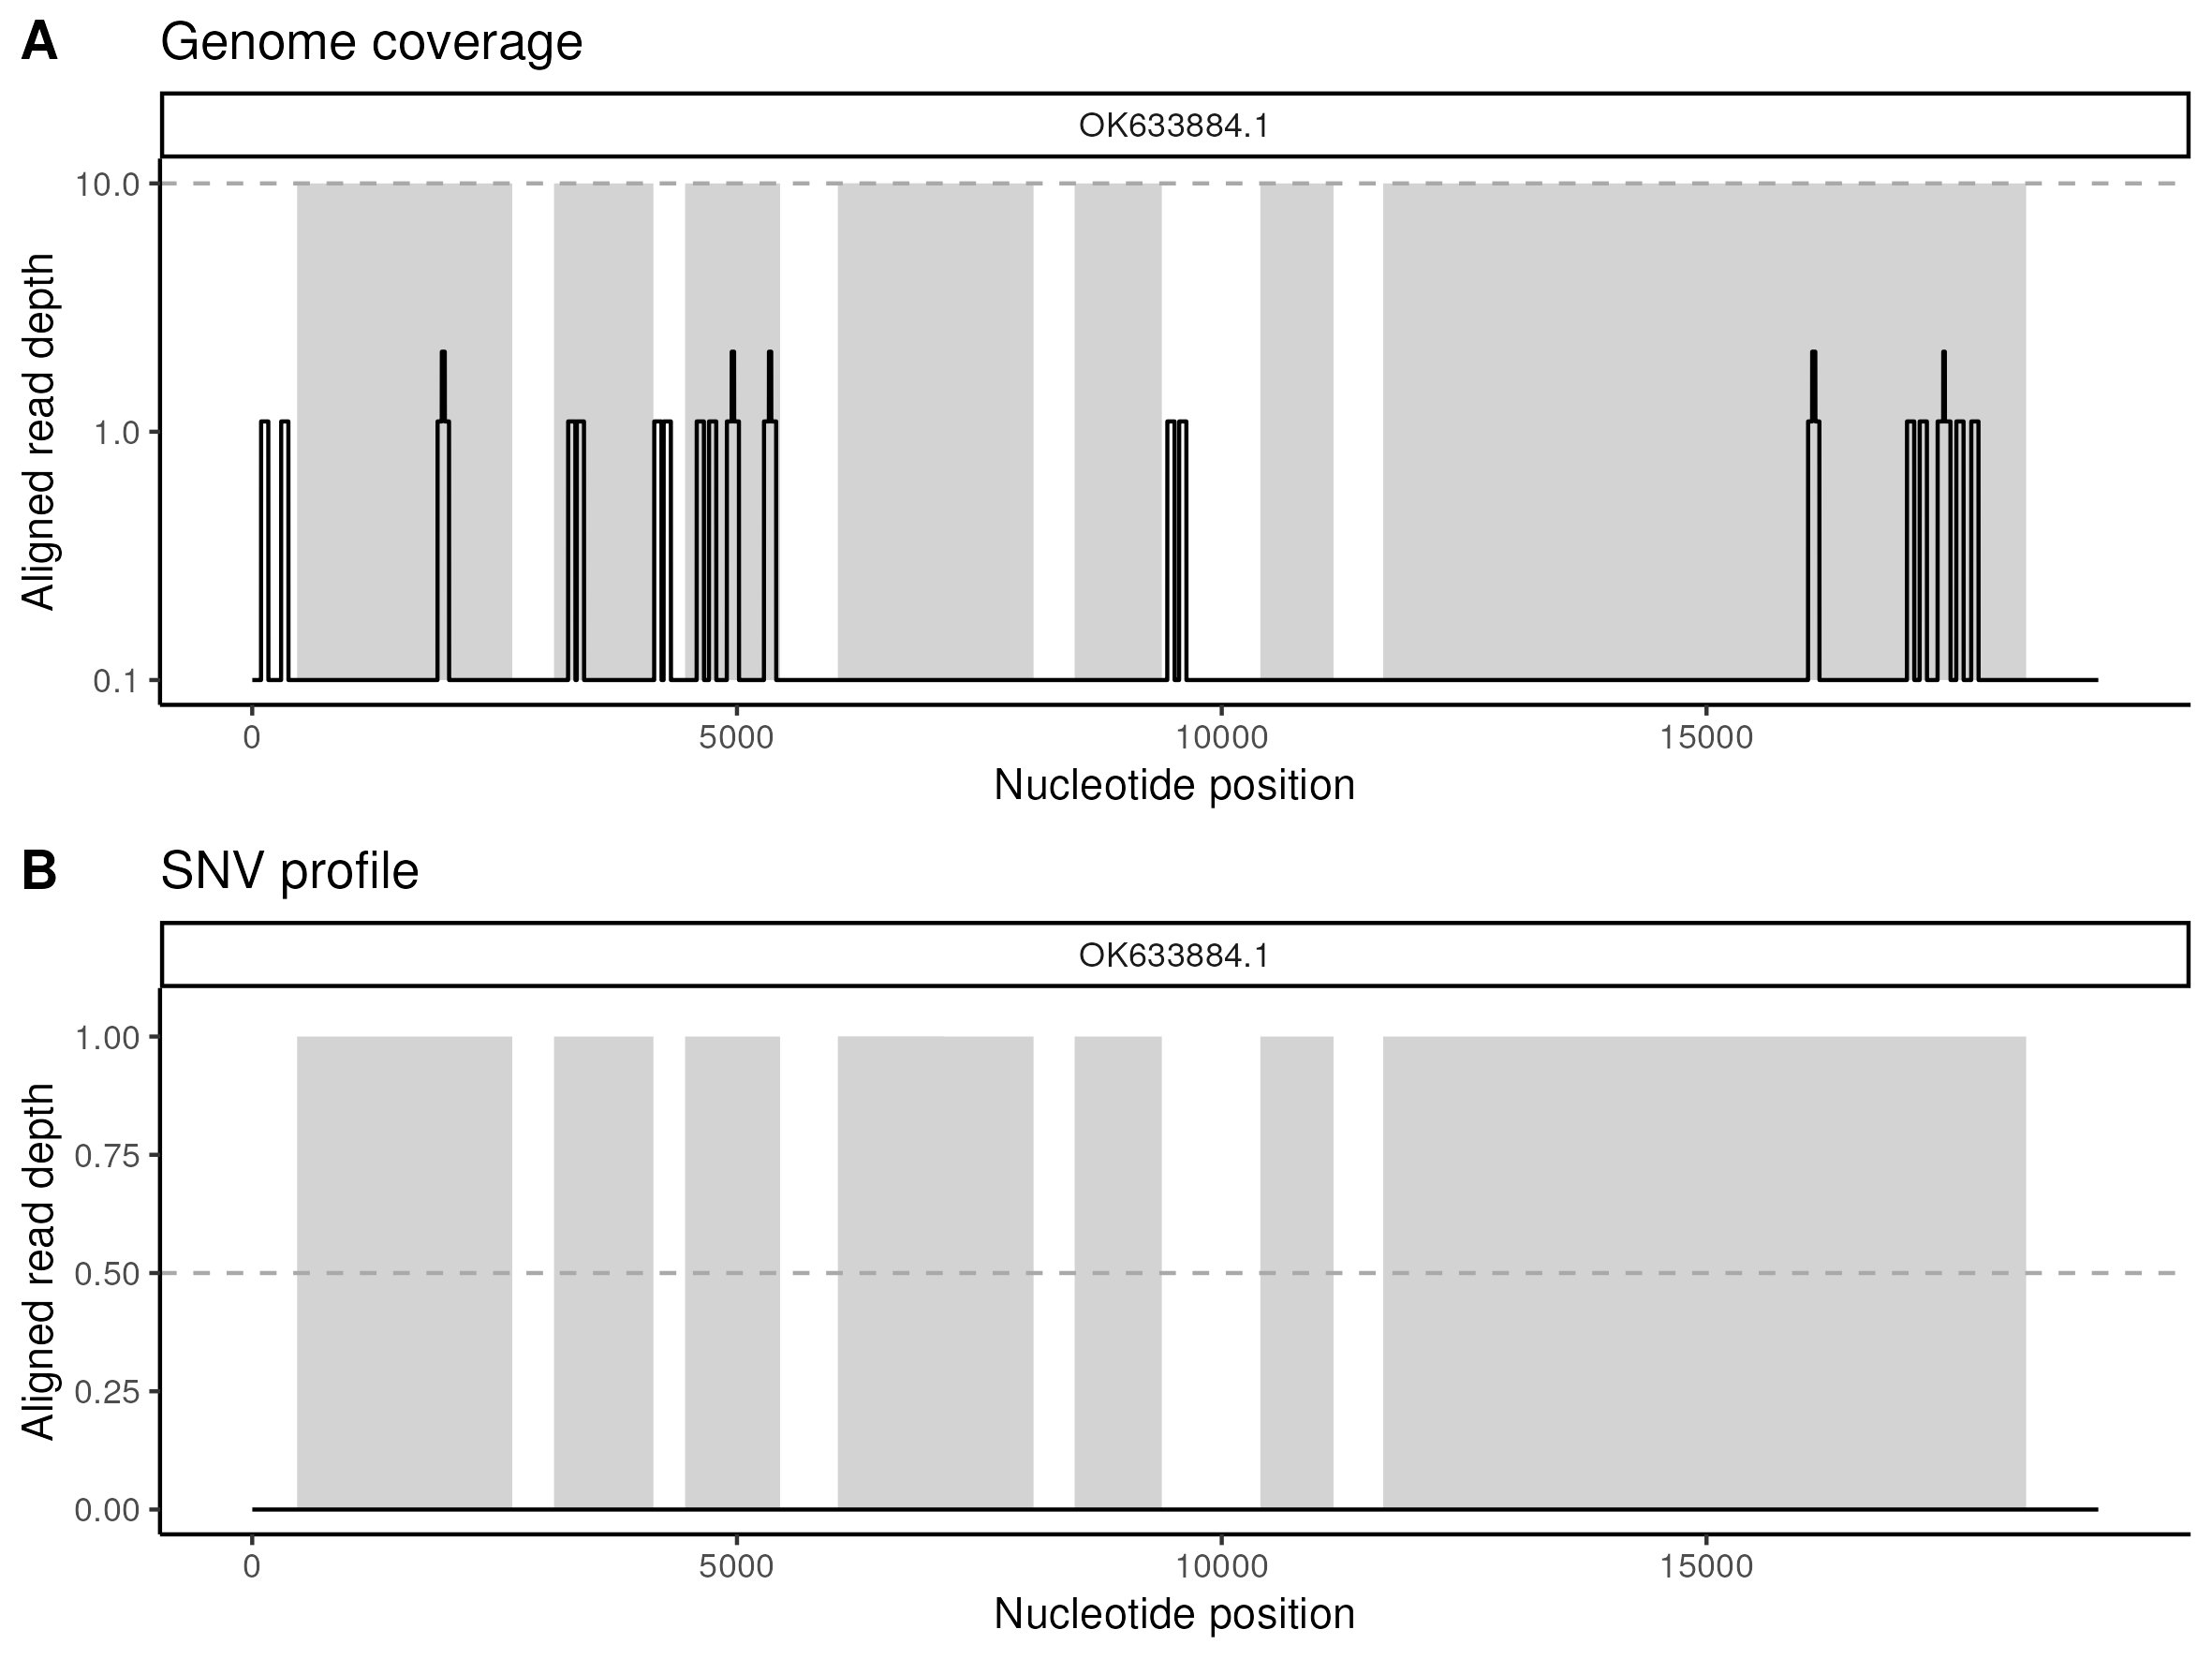 A Genome coverage
OK633884.1
Aligned read depth
10.0
1.0
0.1
0 5000 10000 15000
Nucleotide position
B SNV profile
OK633884.1
Aligned read depth
1.00
0.75
0.50
0.25
0.00
0 5000 10000 15000
Nucleotide position